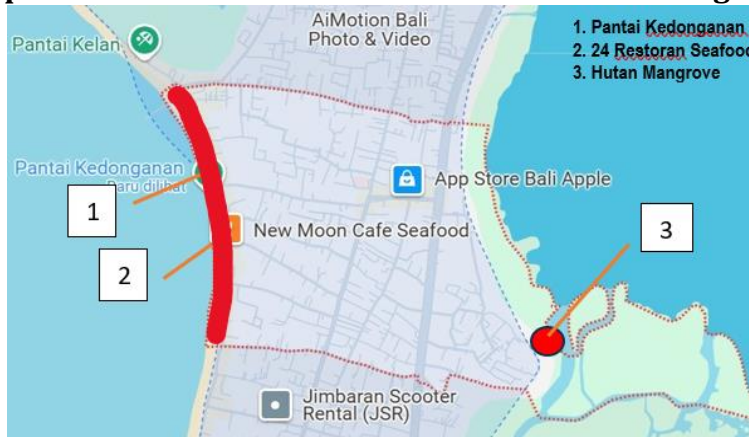 AiMotion Bali
Photo & Video
1. Pantai Kedonganan
2. 24 Restoran Seafood
3. Hutan Mangrove
Pantai Kelan
Pantai Kedonganan
Baru dilihat
1
App Store Bali Apple
New Moon Cafe Seafood
3
2
Jimbaran Scooter
Rental (JSR)